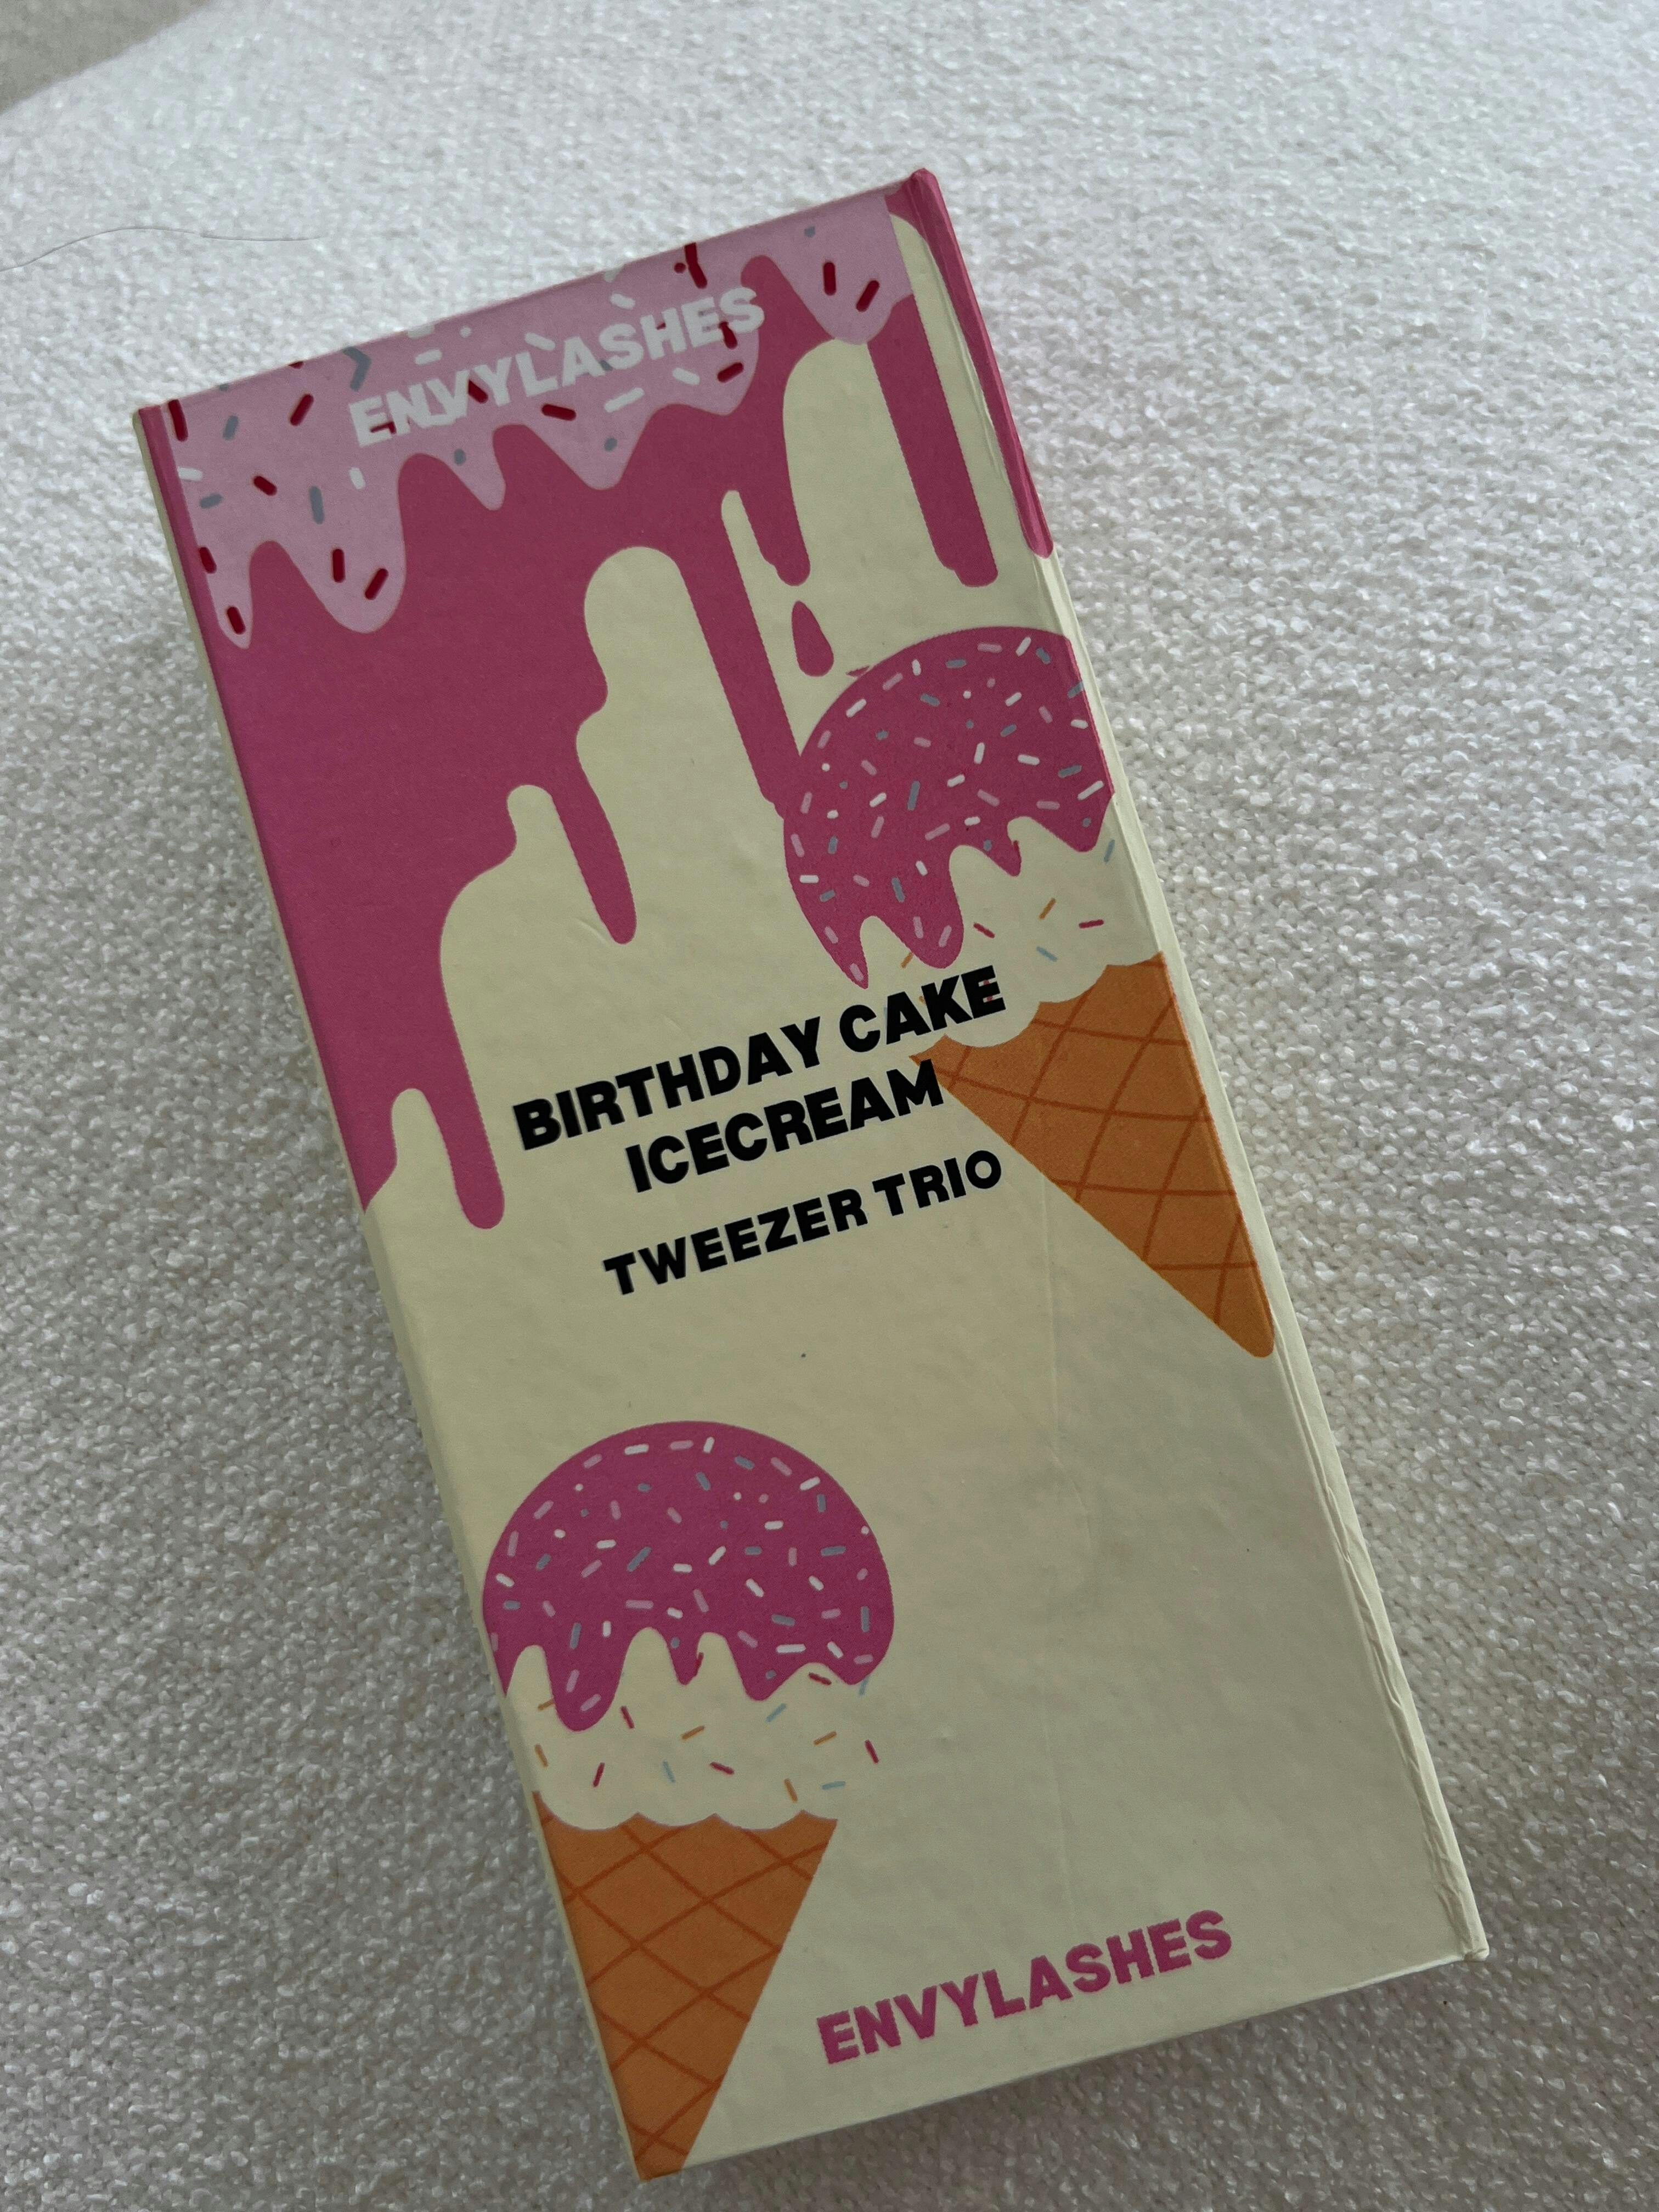 ENVYLASHES
BIRTHDAY CAKE
ICECREAM
TWEEZER TRIO
ENVYLASHES